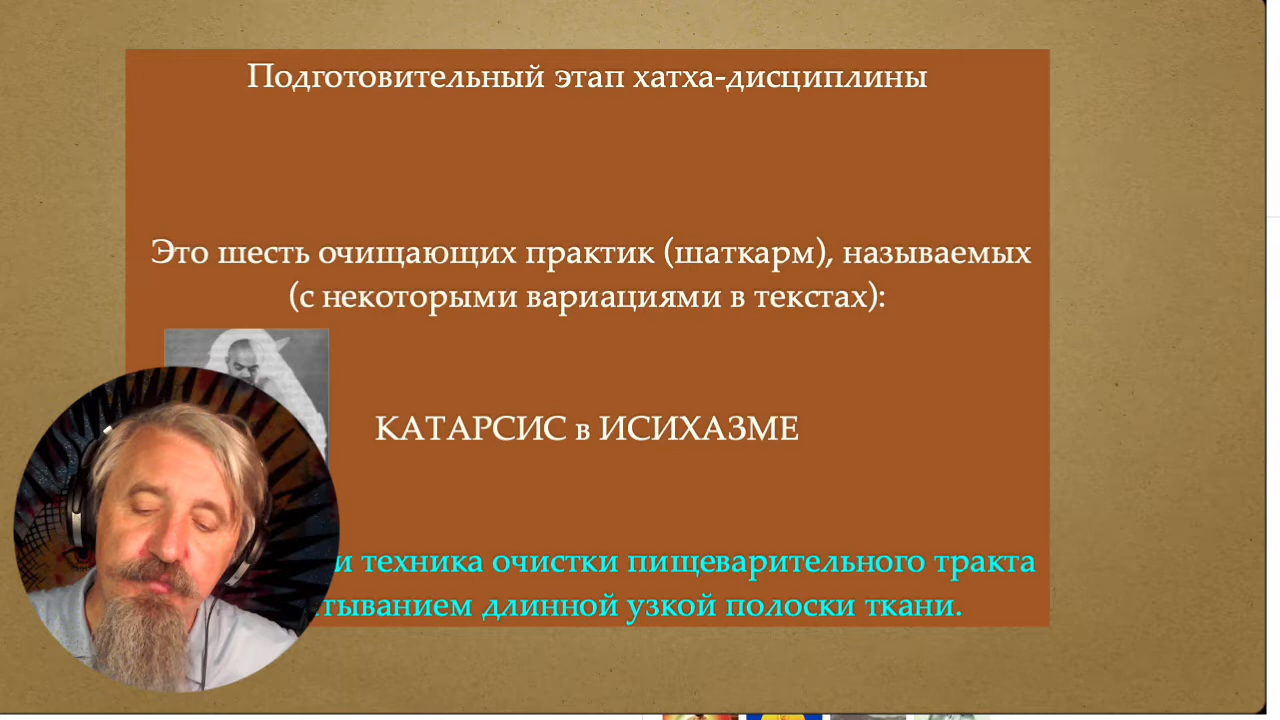 Подготовительный этап хатха-дисциплины
Это шесть очищающих практик (шаткарм), называемых
(с некоторыми вариациями в текстах):
КАТАРСИС в ИСИХАЗМЕ
и техника очистки пищеварительного тракта
длинной узкой полоски ткани.